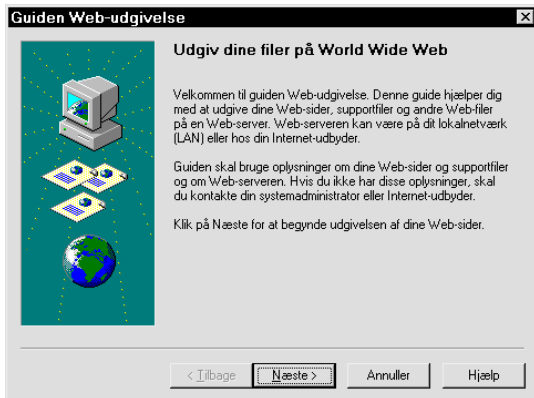 Guiden Web-udgivelse
Udgiv dine filer på World Wide Web
Velkommen til guiden Web-udgivelse. Denne guide hjælper dig
med at udgive dine Web-sider, supportfiler og andre Web-filer
på en Web-server. Web-serveren kan være på dit lokalnetværk
(LAN) eller hos din Internet-udbyder.
Guiden skal bruge oplysninger om dine Web-sider og supportfiler
og om Web-serveren. Hvis du ikke har disse oplysninger, skal
du kontakte din systemadministrator eller Internet-udbyder.
Klik på Næste for at begynde udgivelsen af dine Web-sider.
< Tilbage Næste > Annuller Hjælp